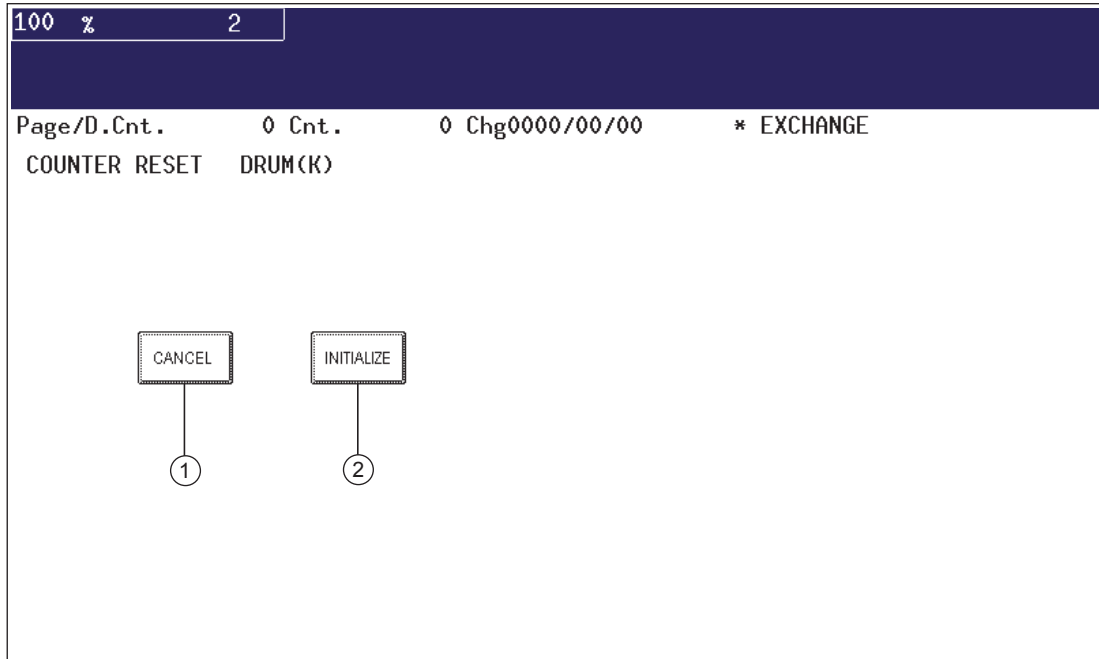 100 % 2
Page/D.Cnt. 0 Cnt. 0 Chg0000/00/00 * EXCHANGE
COUNTER RESET DRUM(K)
CANCEL INITIALIZE
1 2